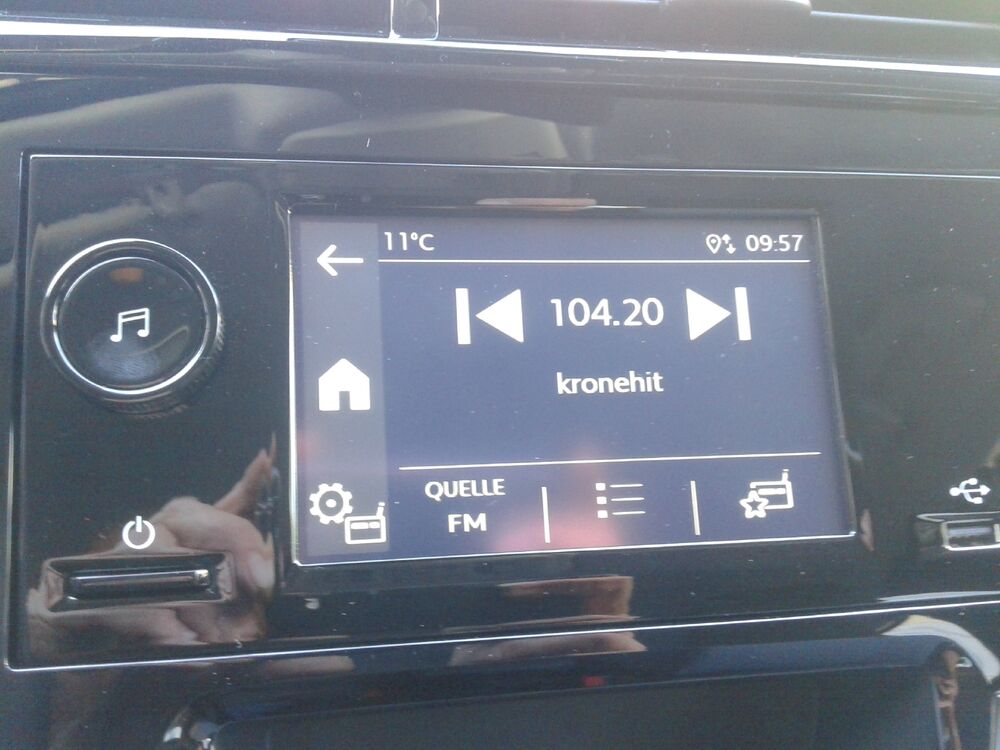 11°C
09:57
104.20
kronehit
QUELLE
FM